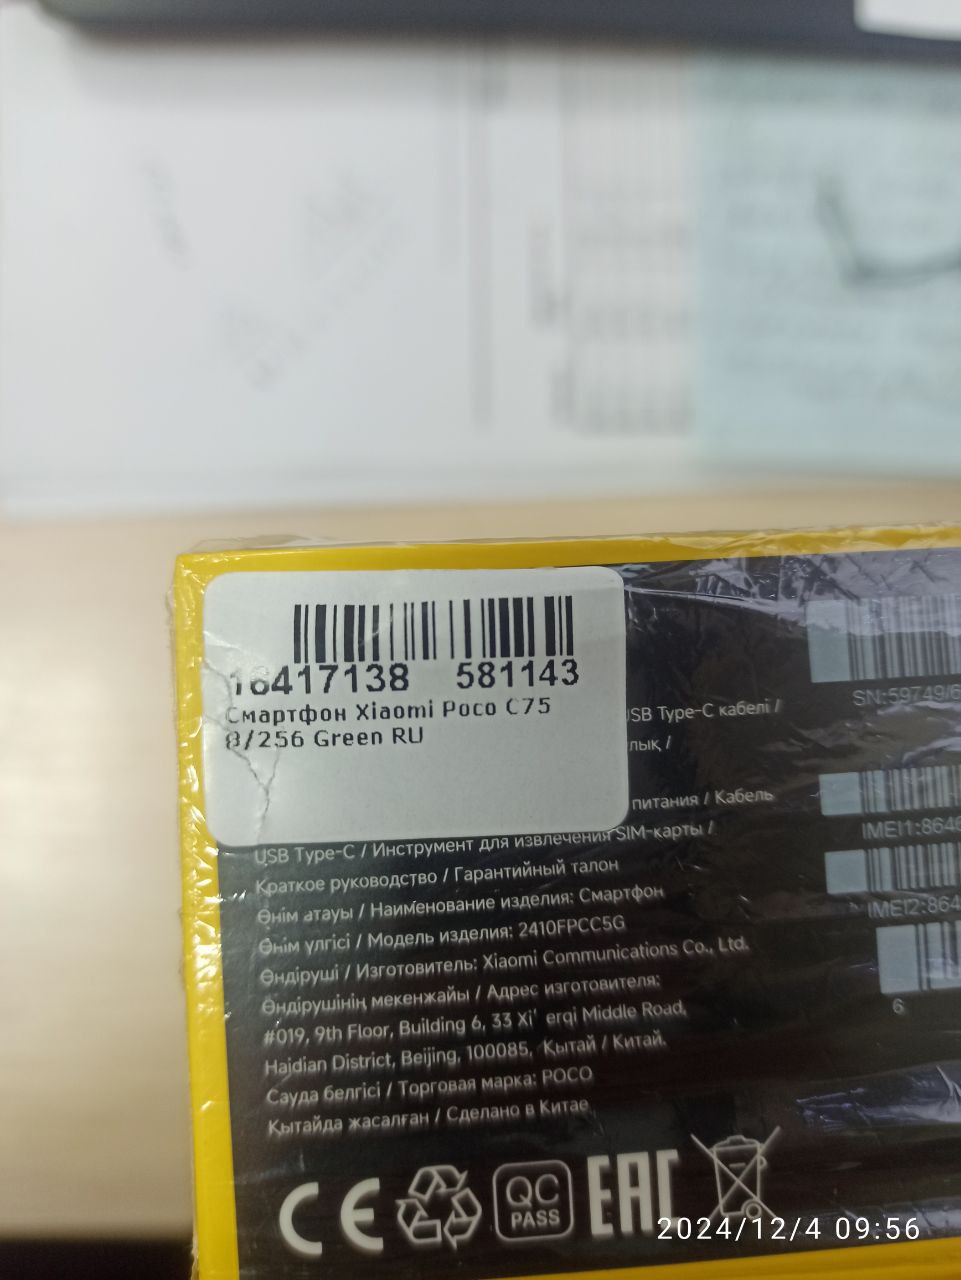 16417138 581143
Смартфон Xiaomi Poco C75
8/256 Green RU
SN:59749/6
USB Type-C кабелі /
IMEI1:8646
питания / Кабель
USB Type-C / Инструмент для извлечения SIM-карты /
IMEI2:864
Краткое руководство / Гарантийный талон
Өнім атауы / Наименование изделия: Смартфон
Өнім үлгісі / Модель изделия: 2410FPCC5G
Өндіруші / Изготовитель: Xiaomi Communications Co., Ltd.
Өндірушінің мекенжайы / Адрес изготовителя:
6
#019, 9th Floor, Building 6, 33 Xi' erqi Middle Road,
Haidian District, Beijing, 100085, Қытай / Китай.
Сауда белгісі / Торговая марка: POCO
Қытайда жасалған / Сделано в Китае
CE
QC
PASS
EAC
2024/12/4 09:56